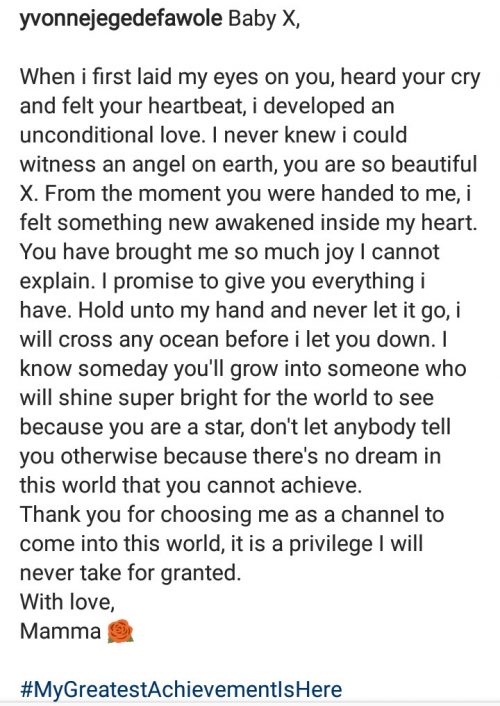 yvonnejegedefawole Baby X,

When i first laid my eyes on you, heard your cry
and felt your heartbeat, i developed an
unconditional love. I never knew i could
witness an angel on earth, you are so beautiful
X. From the moment you were handed to me, i
felt something new awakened inside my heart.
You have brought me so much joy I cannot
explain. I promise to give you everything i
have. Hold unto my hand and never let it go, i
will cross any ocean before i let you down. I
know someday you'll grow into someone who
will shine super bright for the world to see
because you are a star, don't let anybody tell
you otherwise because there's no dream in
this world that you cannot achieve.
Thank you for choosing me as a channel to
come into this world, it is a privilege I will
never take for granted.
With love,
Mamma 🌹

#MyGreatestAchievementIsHere